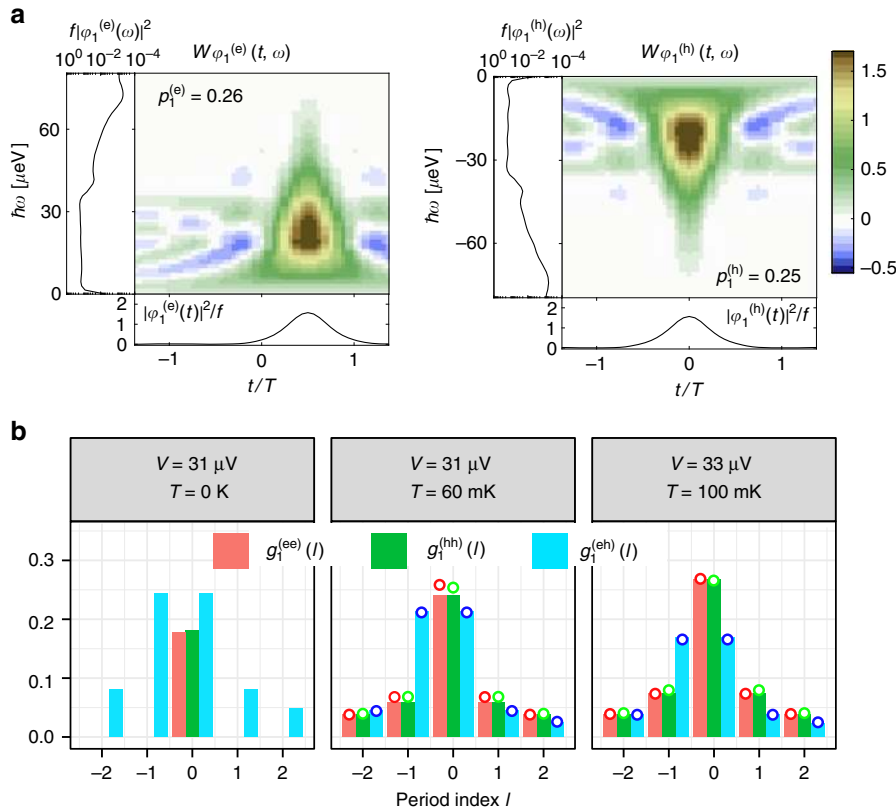 a
f|φ₁⁽ᵉ⁾(ω)|²
10⁰ 10⁻² 10⁻⁴
Wφ₁⁽ᵉ⁾(t, ω)
p₁⁽ᵉ⁾ = 0.26
ħω [μeV]
60
30
0
|φ₁⁽ᵉ⁾(t)|²/f
2
1
0
−1 0 1
t/T
f|φ₁⁽ʰ⁾(ω)|²
10⁰ 10⁻² 10⁻⁴
Wφ₁⁽ʰ⁾(t, ω)
p₁⁽ʰ⁾ = 0.25
ħω [μeV]
0
−30
−60
|φ₁⁽ʰ⁾(t)|²/f
2
1
0
−1 0 1
t/T
1.5
1
0.5
0
−0.5
b
V = 31 μV
T = 0 K
V = 31 μV
T = 60 mK
V = 33 μV
T = 100 mK
g₁⁽ᵉᵉ⁾(l) g₁⁽ʰʰ⁾(l) g₁⁽ᵉʰ⁾(l)
0.3
0.2
0.1
0.0
−2 −1 0 1 2
−2 −1 0 1 2
−2 −1 0 1 2
Period index l